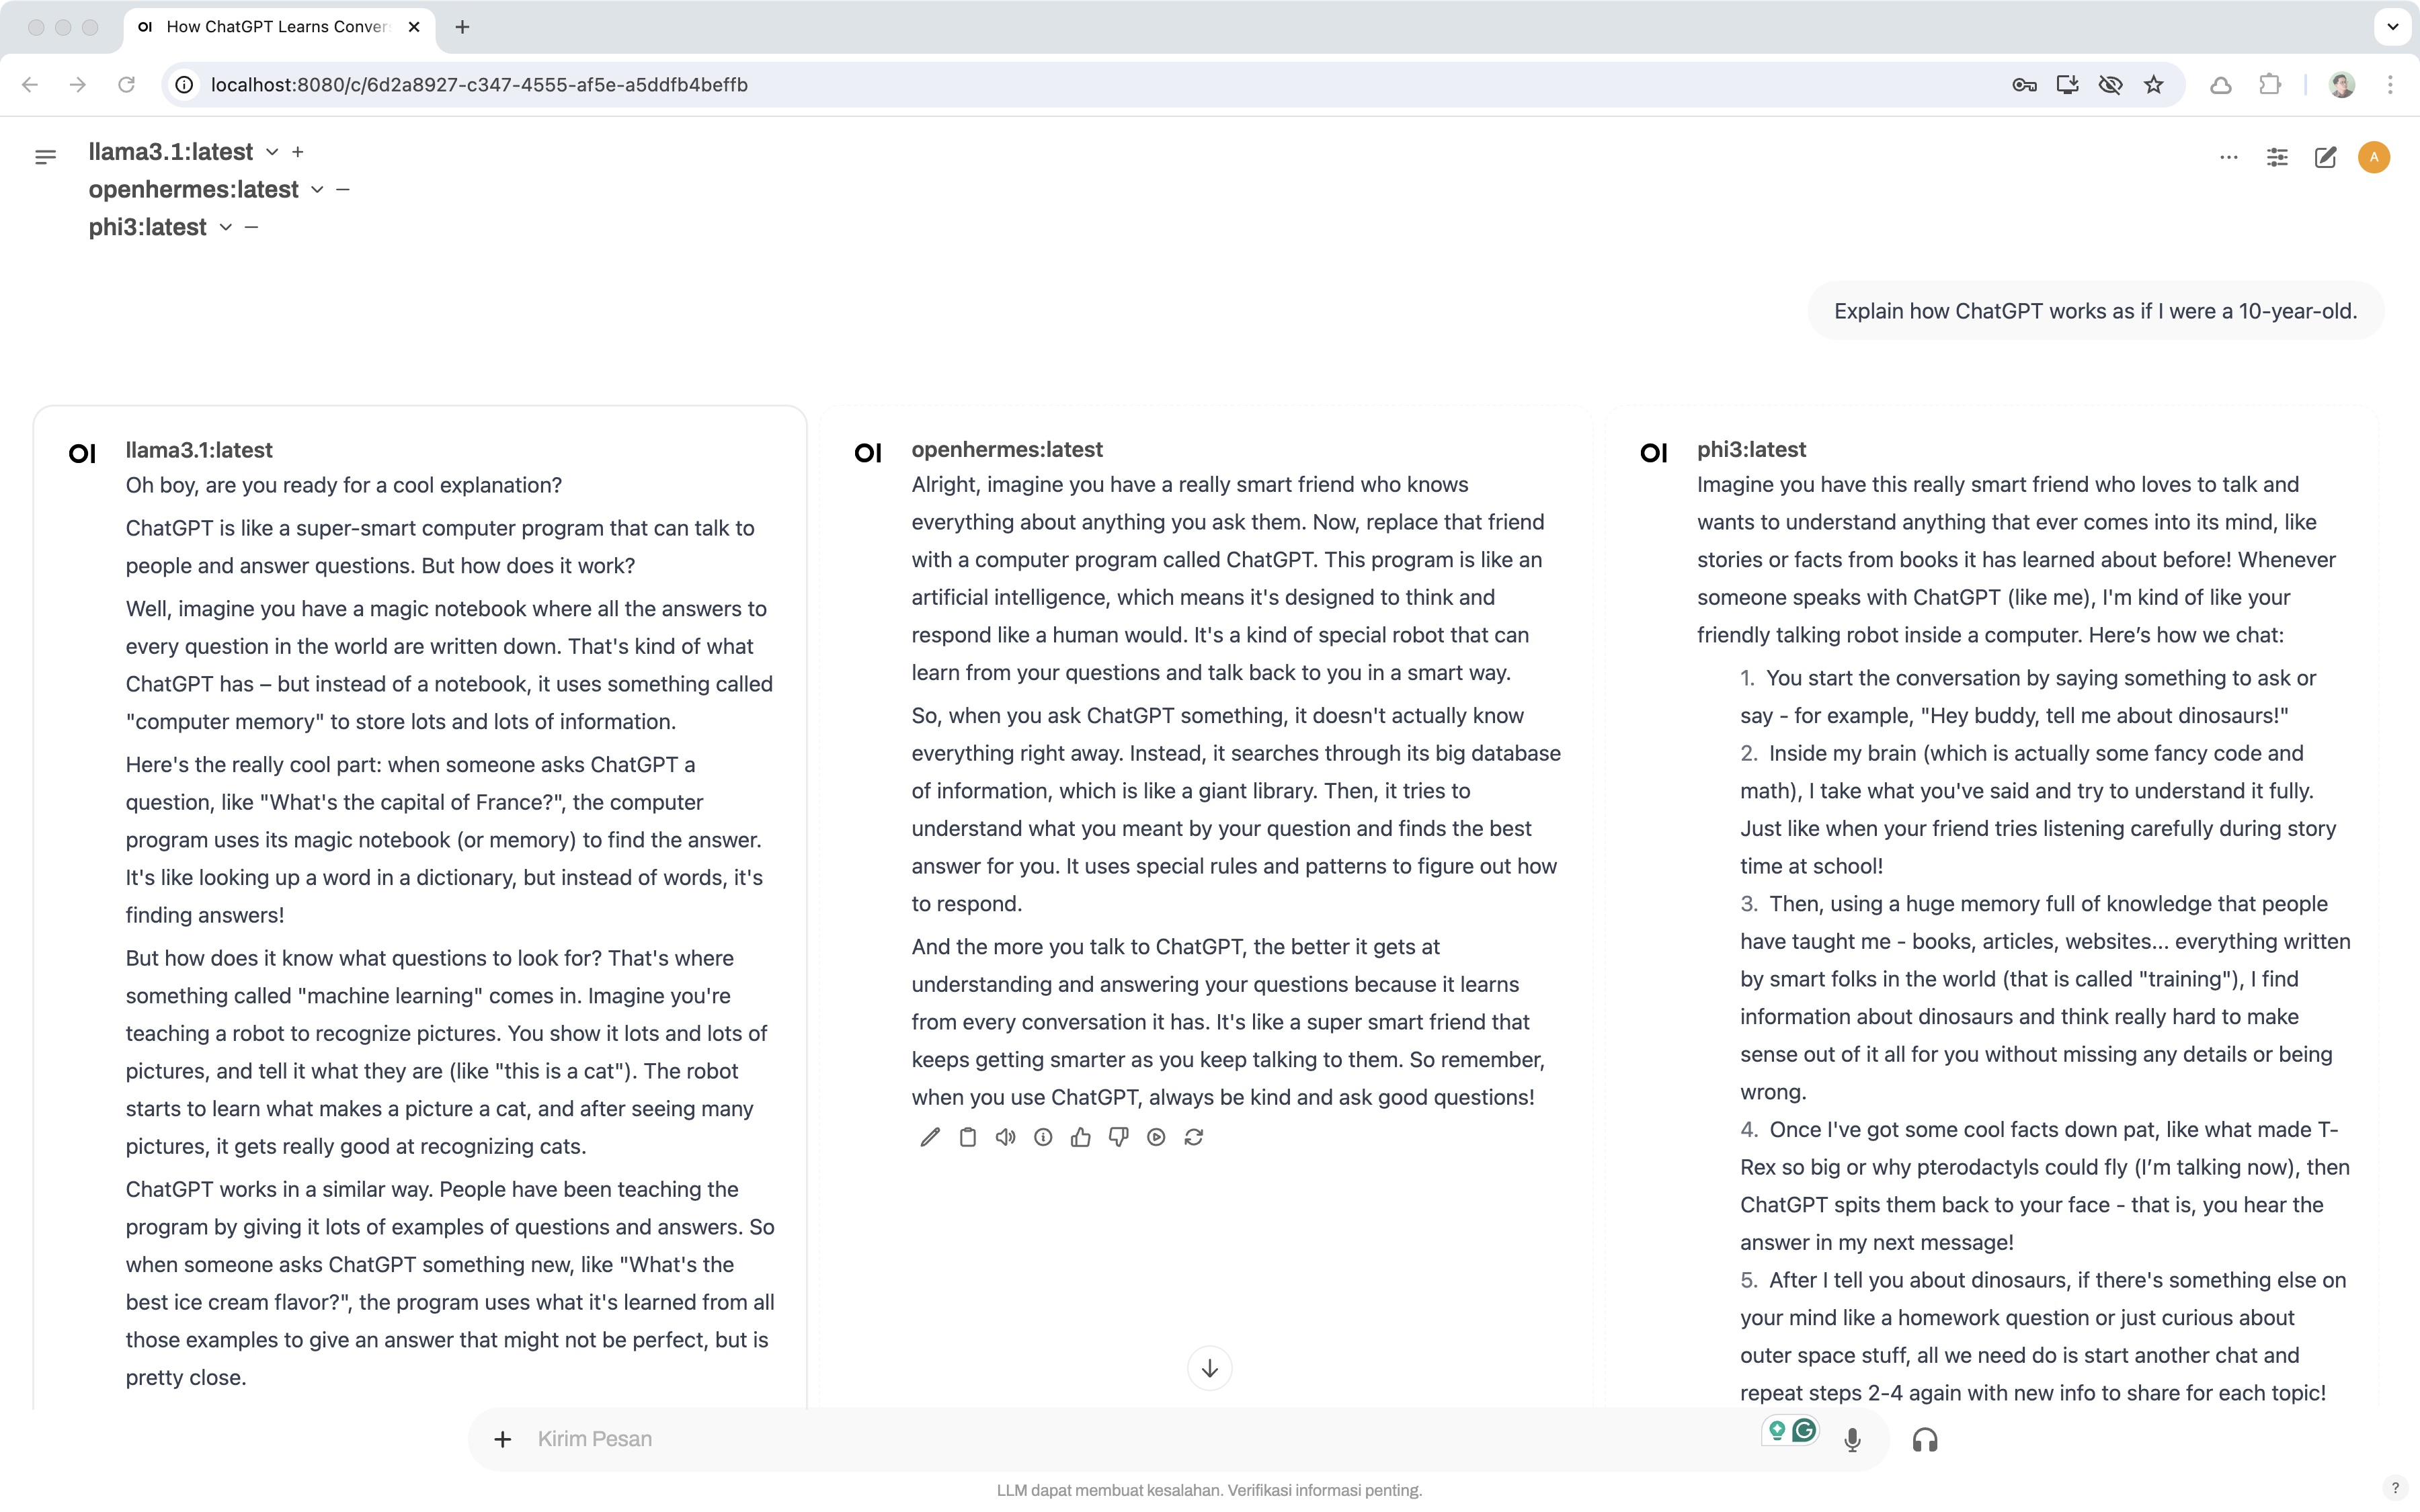 How ChatGPT Learns Conver
localhost:8080/c/6d2a8927-c347-4555-af5e-a5ddfb4beffb
llama3.1:latest
openhermes:latest
phi3:latest
A
Explain how ChatGPT works as if I were a 10-year-old.
OI llama3.1:latest
Oh boy, are you ready for a cool explanation?
ChatGPT is like a super-smart computer program that can talk to
people and answer questions. But how does it work?
Well, imagine you have a magic notebook where all the answers to
every question in the world are written down. That's kind of what
ChatGPT has – but instead of a notebook, it uses something called
"computer memory" to store lots and lots of information.
Here's the really cool part: when someone asks ChatGPT a
question, like "What's the capital of France?", the computer
program uses its magic notebook (or memory) to find the answer.
It's like looking up a word in a dictionary, but instead of words, it's
finding answers!
But how does it know what questions to look for? That's where
something called "machine learning" comes in. Imagine you're
teaching a robot to recognize pictures. You show it lots and lots of
pictures, and tell it what they are (like "this is a cat"). The robot
starts to learn what makes a picture a cat, and after seeing many
pictures, it gets really good at recognizing cats.
ChatGPT works in a similar way. People have been teaching the
program by giving it lots of examples of questions and answers. So
when someone asks ChatGPT something new, like "What's the
best ice cream flavor?", the program uses what it's learned from all
those examples to give an answer that might not be perfect, but is
pretty close.
OI openhermes:latest
Alright, imagine you have a really smart friend who knows
everything about anything you ask them. Now, replace that friend
with a computer program called ChatGPT. This program is like an
artificial intelligence, which means it's designed to think and
respond like a human would. It's a kind of special robot that can
learn from your questions and talk back to you in a smart way.
So, when you ask ChatGPT something, it doesn't actually know
everything right away. Instead, it searches through its big database
of information, which is like a giant library. Then, it tries to
understand what you meant by your question and finds the best
answer for you. It uses special rules and patterns to figure out how
to respond.
And the more you talk to ChatGPT, the better it gets at
understanding and answering your questions because it learns
from every conversation it has. It's like a super smart friend that
keeps getting smarter as you keep talking to them. So remember,
when you use ChatGPT, always be kind and ask good questions!
OI phi3:latest
Imagine you have this really smart friend who loves to talk and
wants to understand anything that ever comes into its mind, like
stories or facts from books it has learned about before! Whenever
someone speaks with ChatGPT (like me), I'm kind of like your
friendly talking robot inside a computer. Here’s how we chat:
1. You start the conversation by saying something to ask or
say - for example, "Hey buddy, tell me about dinosaurs!"
2. Inside my brain (which is actually some fancy code and
math), I take what you've said and try to understand it fully.
Just like when your friend tries listening carefully during story
time at school!
3. Then, using a huge memory full of knowledge that people
have taught me - books, articles, websites... everything written
by smart folks in the world (that is called "training"), I find
information about dinosaurs and think really hard to make
sense out of it all for you without missing any details or being
wrong.
4. Once I've got some cool facts down pat, like what made T-
Rex so big or why pterodactyls could fly (I’m talking now), then
ChatGPT spits them back to your face - that is, you hear the
answer in my next message!
5. After I tell you about dinosaurs, if there's something else on
your mind like a homework question or just curious about
outer space stuff, all we need do is start another chat and
repeat steps 2-4 again with new info to share for each topic!
Kirim Pesan
LLM dapat membuat kesalahan. Verifikasi informasi penting.
?